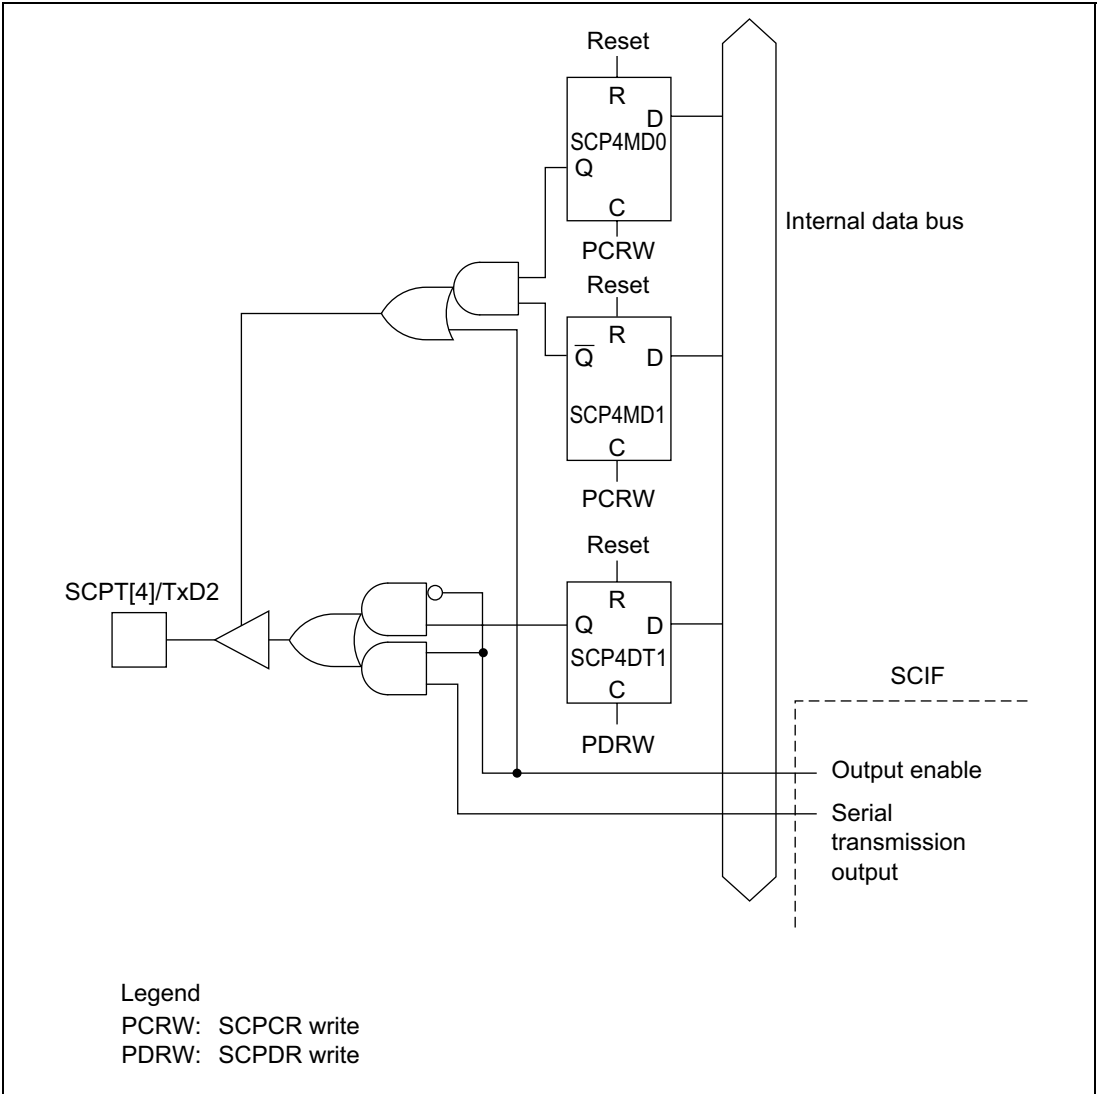 Reset
R
D
SCP4MD0
Q
C
PCRW
Internal data bus
Reset
R
Q̅ D
SCP4MD1
C
PCRW
Reset
SCPT[4]/TxD2
R
Q D
SCP4DT1
C
PDRW
SCIF
Output enable
Serial
transmission
output
Legend
PCRW: SCPCR write
PDRW: SCPDR write